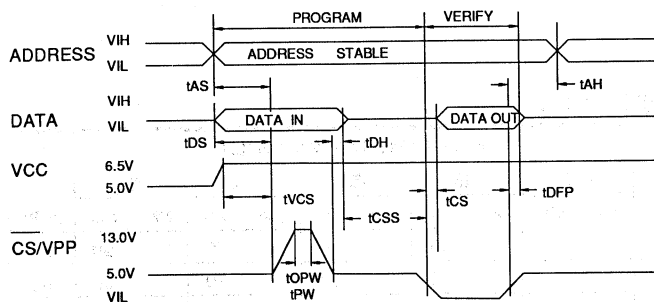 PROGRAM VERIFY
ADDRESS VIH
VIL ADDRESS STABLE
tAS tAH
DATA VIH
VIL DATA IN DATA OUT
tDS tDH
VCC 6.5V
5.0V
tVCS tCS tDFP
tCSS
CS/VPP 13.0V
5.0V tOPW
tPW
VIL